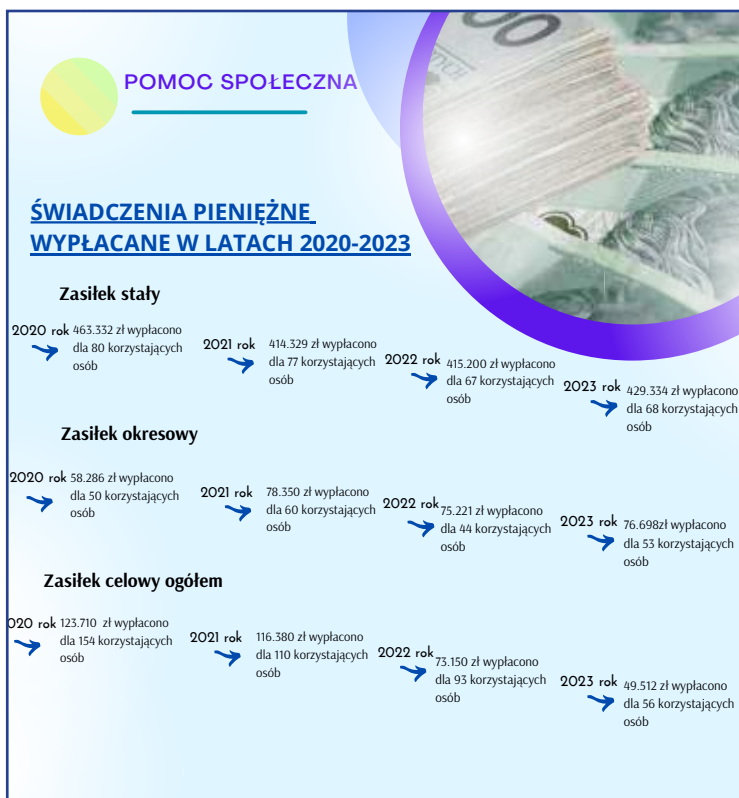 POMOC SPOŁECZNA
ŚWIADCZENIA PIENIĘŻNE
WYPŁACANE W LATACH 2020-2023
Zasiłek stały
2020 rok
463.332 zł wypłacono
dla 80 korzystających
osób
2021 rok
414.329 zł wypłacono
dla 77 korzystających
osób
2022 rok
415.200 zł wypłacono
dla 67 korzystających
osób
2023 rok
429.334 zł wypłacono
dla 68 korzystających
osób
Zasiłek okresowy
2020 rok
58.286 zł wypłacono
dla 50 korzystających
osób
2021 rok
78.350 zł wypłacono
dla 60 korzystających
osób
2022 rok
75.221 zł wypłacono
dla 44 korzystających
osób
2023 rok
76.698zł wypłacono
dla 53 korzystających
osób
Zasiłek celowy ogółem
020 rok
123.710 zł wypłacono
dla 154 korzystających
osób
2021 rok
116.380 zł wypłacono
dla 110 korzystających
osób
2022 rok
73.150 zł wypłacono
dla 93 korzystających
osób
2023 rok
49.512 zł wypłacono
dla 56 korzystających
osób